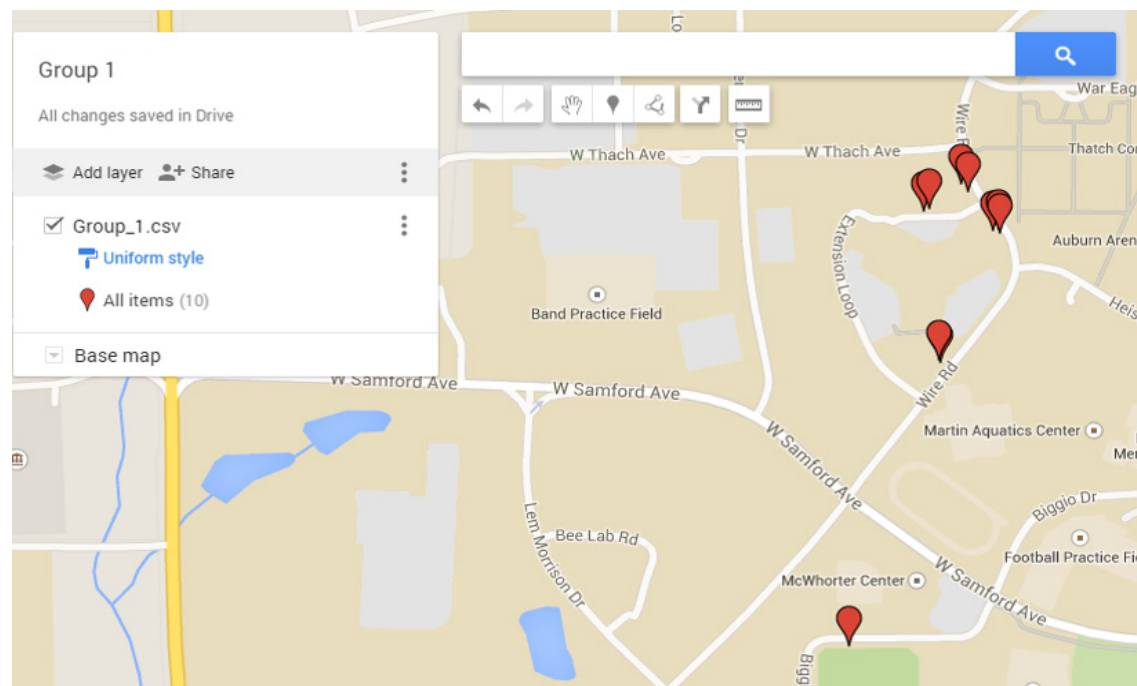 Group 1
All changes saved in Drive
Add layer
Share
Group_1.csv
Uniform style
All items (10)
Base map
War Eag
Wire R
W Thach Ave
W Thach Ave
Thatch Co
Lo
Dr
Extension Loop
Auburn Aren
Heis
Band Practice Field
W Samford Ave
W Samford Ave
Wire Rd
Martin Aquatics Center
Mer
W Samford Ave
Biggio Dr
Lem Morrison Dr
Bee Lab Rd
Football Practice Fi
McWhorter Center
W Samford Ave
Bigg